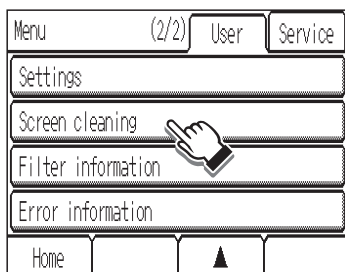 Menu (2/2) User Service
Settings
Screen cleaning
Filter information
Error information
Home ▲